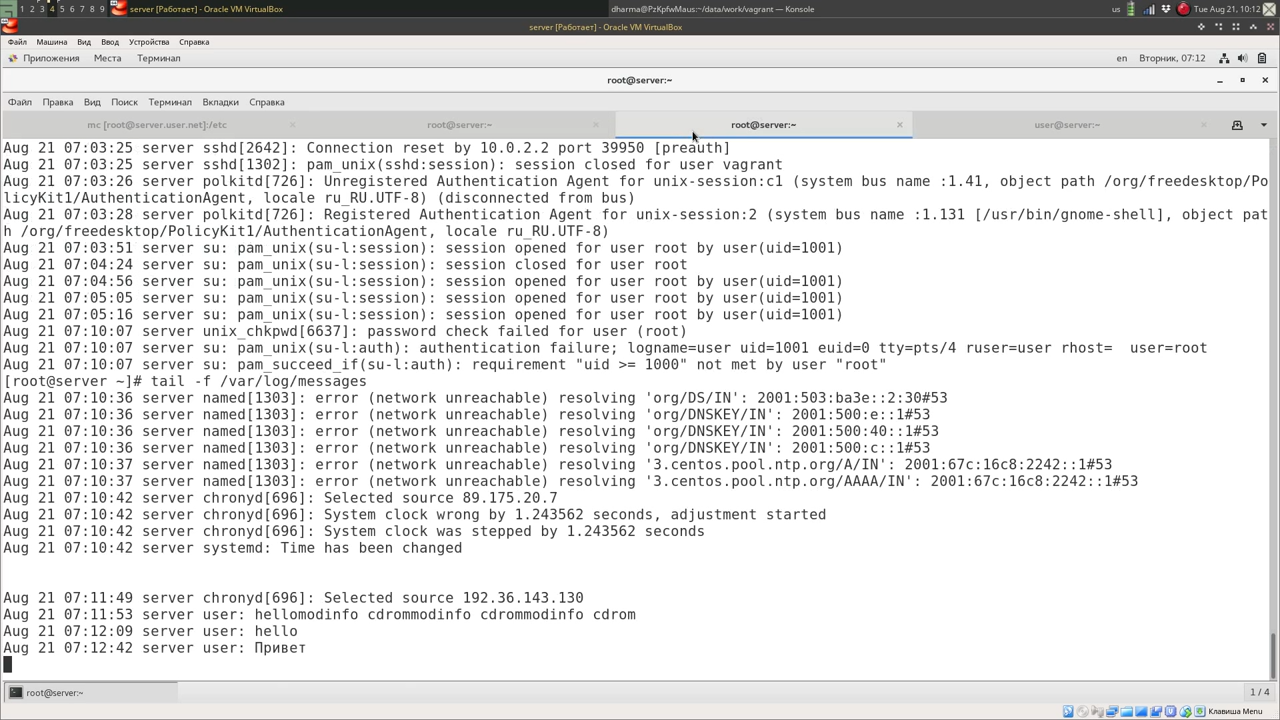 1 2 3 4 5 6 7 8 9 server [Работает] - Oracle VM VirtualBox dharma@PzKpfwMaus:~/data/work/vagrant — Konsole us Tue Aug 21, 10:12
server [Работает] - Oracle VM VirtualBox
Файл Машина Вид Ввод Устройства Справка
Приложения Места Терминал en Вторник, 07:12
root@server:~
Файл Правка Вид Поиск Терминал Вкладки Справка
mc [root@server.user.net]:/etc root@server:~ root@server:~ user@server:~
Aug 21 07:03:25 server sshd[2642]: Connection reset by 10.0.2.2 port 39950 [preauth]
Aug 21 07:03:25 server sshd[1302]: pam_unix(sshd:session): session closed for user vagrant
Aug 21 07:03:26 server polkitd[726]: Unregistered Authentication Agent for unix-session:c1 (system bus name :1.41, object path /org/freedesktop/Po
licyKit1/AuthenticationAgent, locale ru_RU.UTF-8) (disconnected from bus)
Aug 21 07:03:28 server polkitd[726]: Registered Authentication Agent for unix-session:2 (system bus name :1.131 [/usr/bin/gnome-shell], object pat
h /org/freedesktop/PolicyKit1/AuthenticationAgent, locale ru_RU.UTF-8)
Aug 21 07:03:51 server su: pam_unix(su-l:session): session opened for user root by user(uid=1001)
Aug 21 07:04:24 server su: pam_unix(su-l:session): session closed for user root
Aug 21 07:04:56 server su: pam_unix(su-l:session): session opened for user root by user(uid=1001)
Aug 21 07:05:05 server su: pam_unix(su-l:session): session opened for user root by user(uid=1001)
Aug 21 07:05:16 server su: pam_unix(su-l:session): session opened for user root by user(uid=1001)
Aug 21 07:10:07 server unix_chkpwd[6637]: password check failed for user (root)
Aug 21 07:10:07 server su: pam_unix(su-l:auth): authentication failure; logname=user uid=1001 euid=0 tty=pts/4 ruser=user rhost=  user=root
Aug 21 07:10:07 server su: pam_succeed_if(su-l:auth): requirement "uid >= 1000" not met by user "root"
[root@server ~]# tail -f /var/log/messages
Aug 21 07:10:36 server named[1303]: error (network unreachable) resolving 'org/DS/IN': 2001:503:ba3e::2:30#53
Aug 21 07:10:36 server named[1303]: error (network unreachable) resolving 'org/DNSKEY/IN': 2001:500:e::1#53
Aug 21 07:10:36 server named[1303]: error (network unreachable) resolving 'org/DNSKEY/IN': 2001:500:40::1#53
Aug 21 07:10:36 server named[1303]: error (network unreachable) resolving 'org/DNSKEY/IN': 2001:500:c::1#53
Aug 21 07:10:37 server named[1303]: error (network unreachable) resolving '3.centos.pool.ntp.org/A/IN': 2001:67c:16c8:2242::1#53
Aug 21 07:10:37 server named[1303]: error (network unreachable) resolving '3.centos.pool.ntp.org/AAAA/IN': 2001:67c:16c8:2242::1#53
Aug 21 07:10:42 server chronyd[696]: Selected source 89.175.20.7
Aug 21 07:10:42 server chronyd[696]: System clock wrong by 1.243562 seconds, adjustment started
Aug 21 07:10:42 server chronyd[696]: System clock was stepped by 1.243562 seconds
Aug 21 07:10:42 server systemd: Time has been changed
Aug 21 07:11:49 server chronyd[696]: Selected source 192.36.143.130
Aug 21 07:11:53 server user: hellomodinfo cdrommodinfo cdrommodinfo cdrom
Aug 21 07:12:09 server user: hello
Aug 21 07:12:42 server user: Привет
root@server:~ 1 / 4
Клавиша Menu